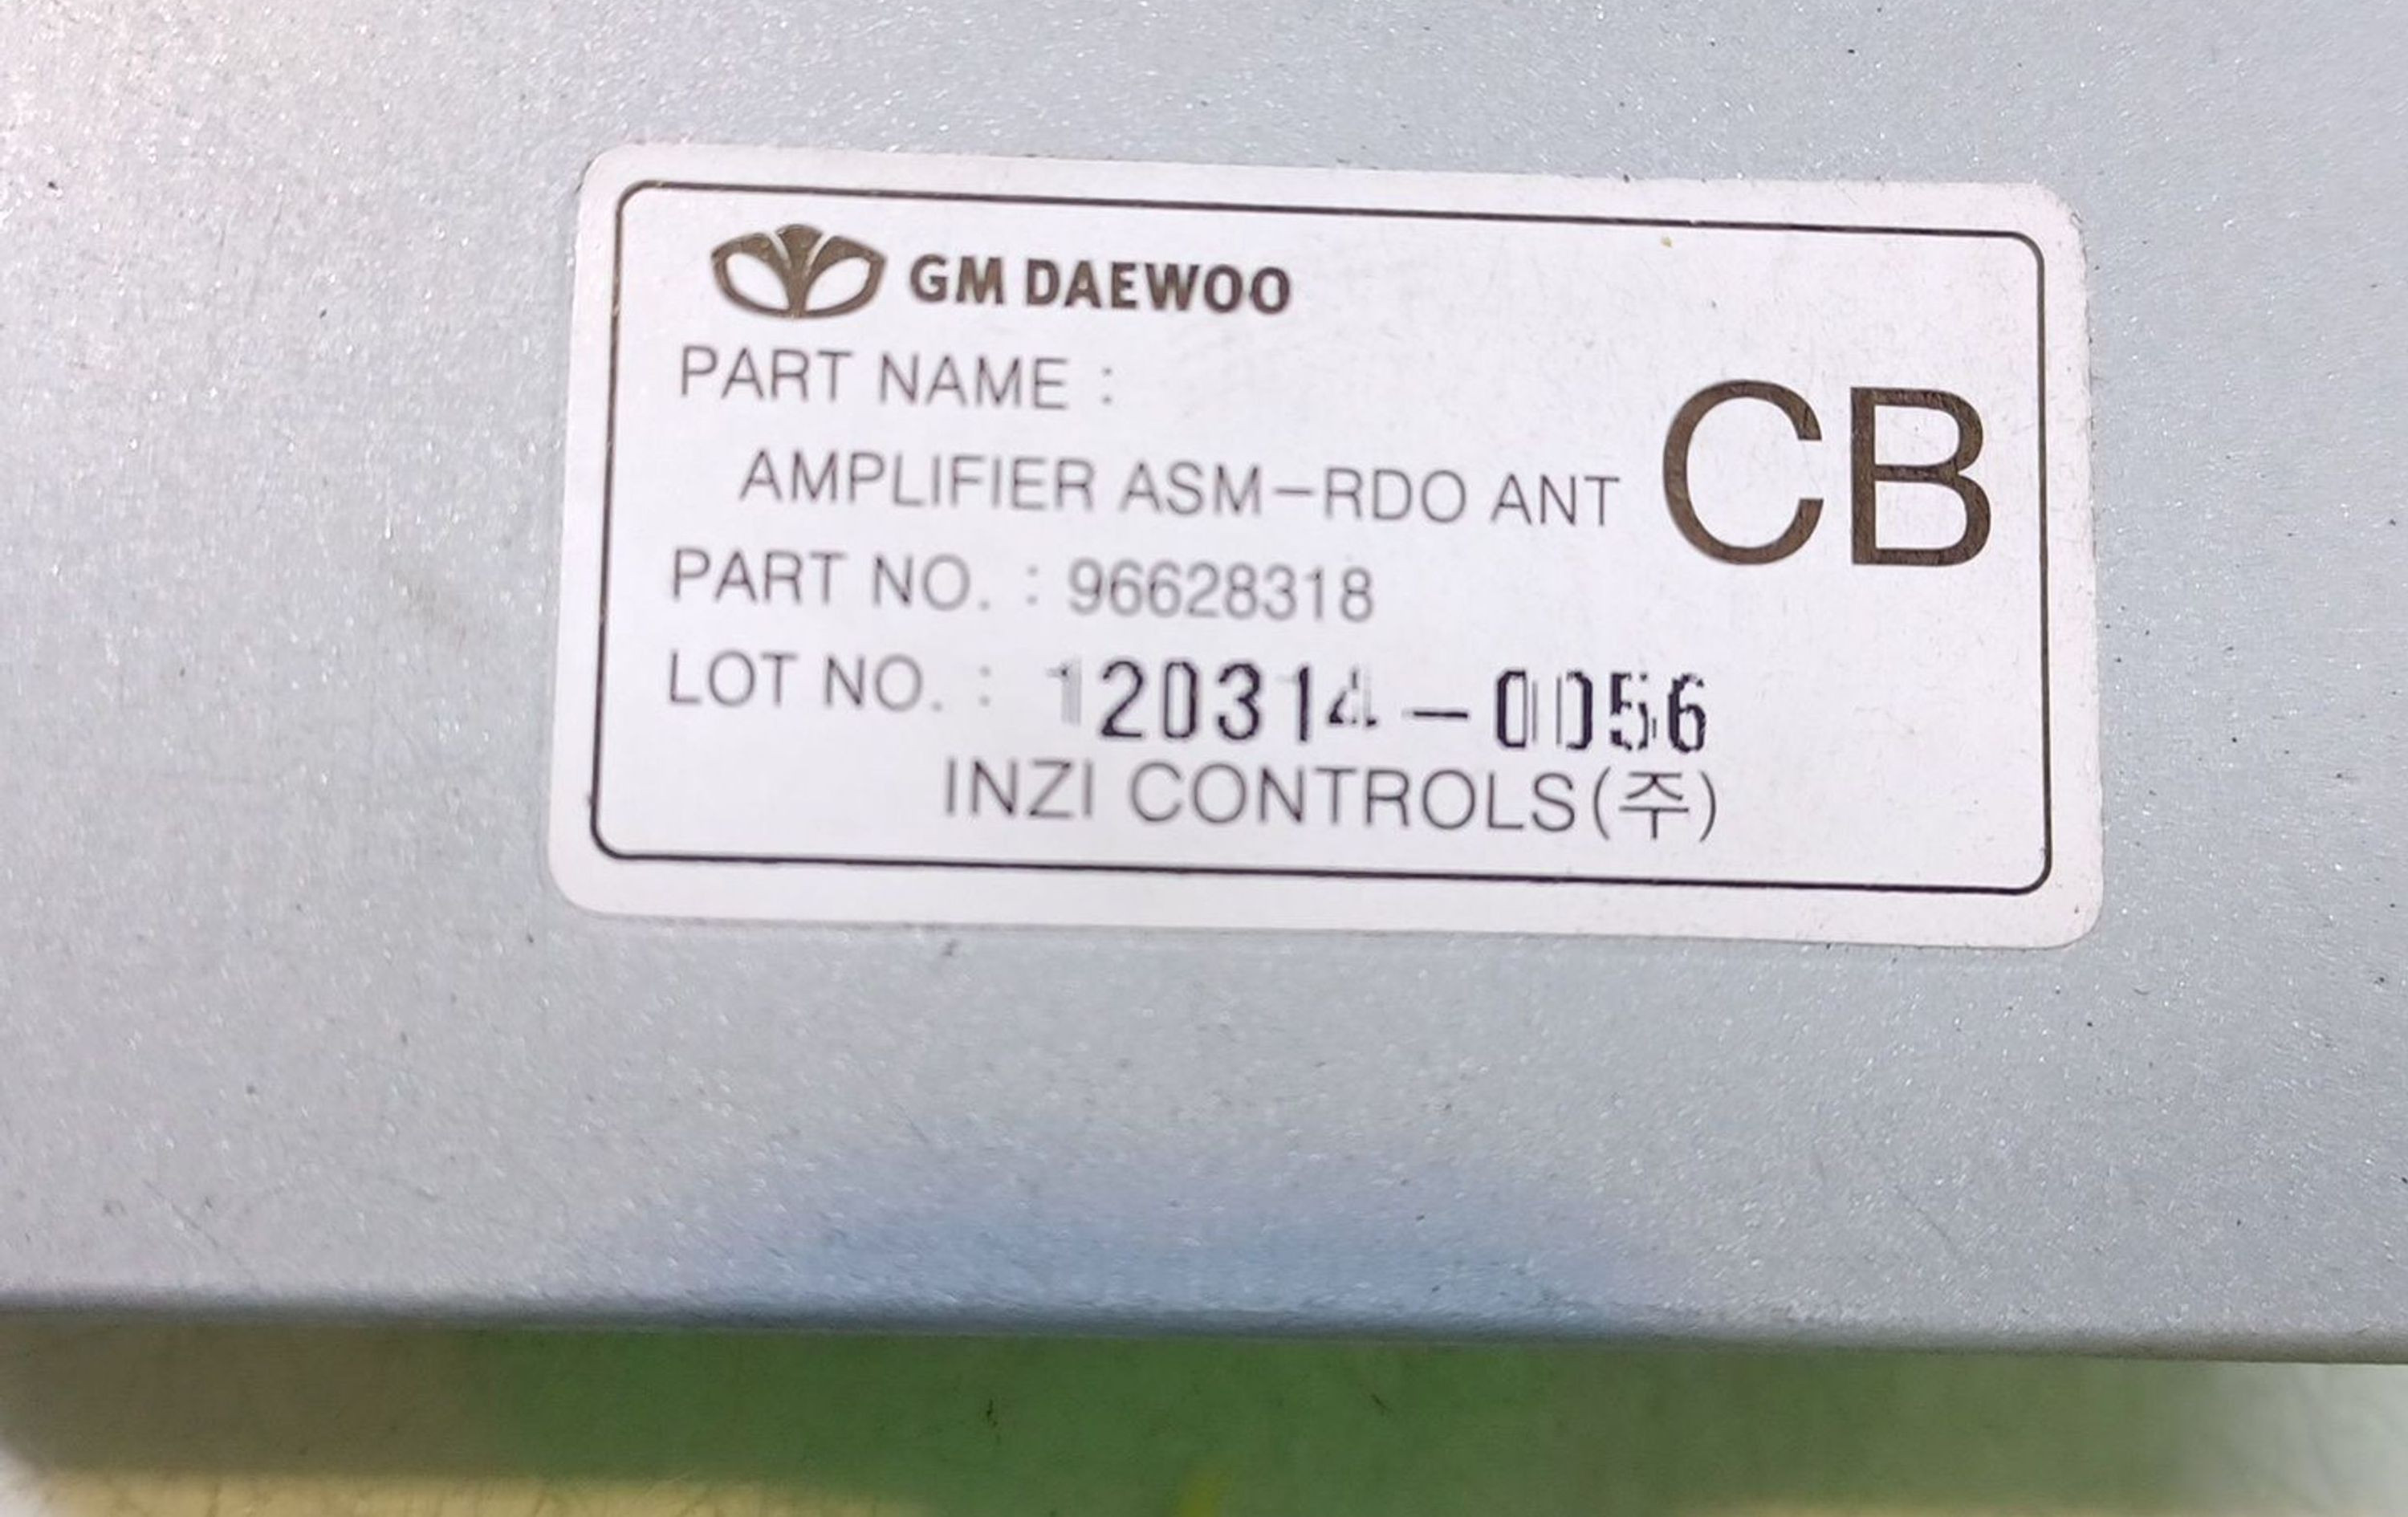 GM DAEWOO
PART NAME :
AMPLIFIER ASM-RDO ANT
CB
PART NO. : 96628318
LOT NO. : 120314-0056
INZI CONTROLS(주)